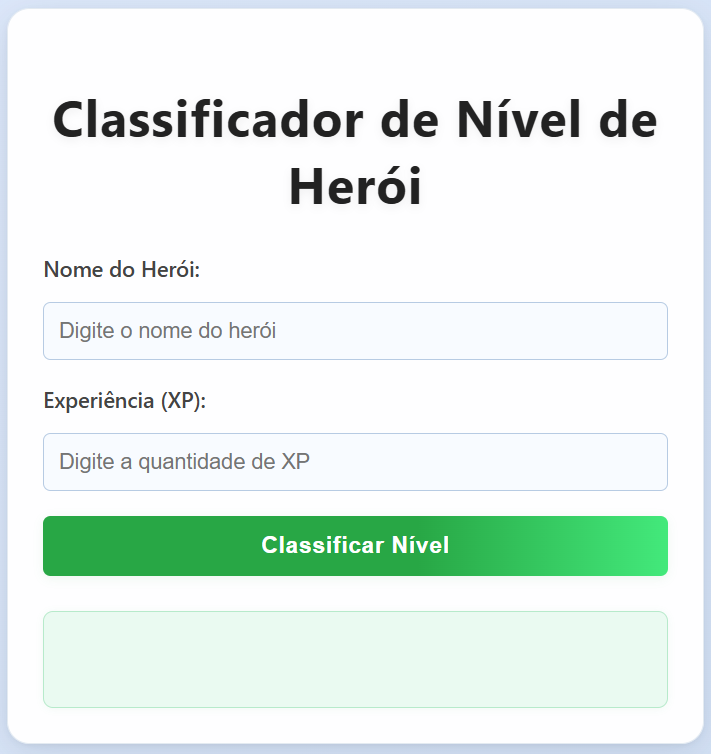 Classificador de Nível de
Herói
Nome do Herói:
Digite o nome do herói
Experiência (XP):
Digite a quantidade de XP
Classificar Nível